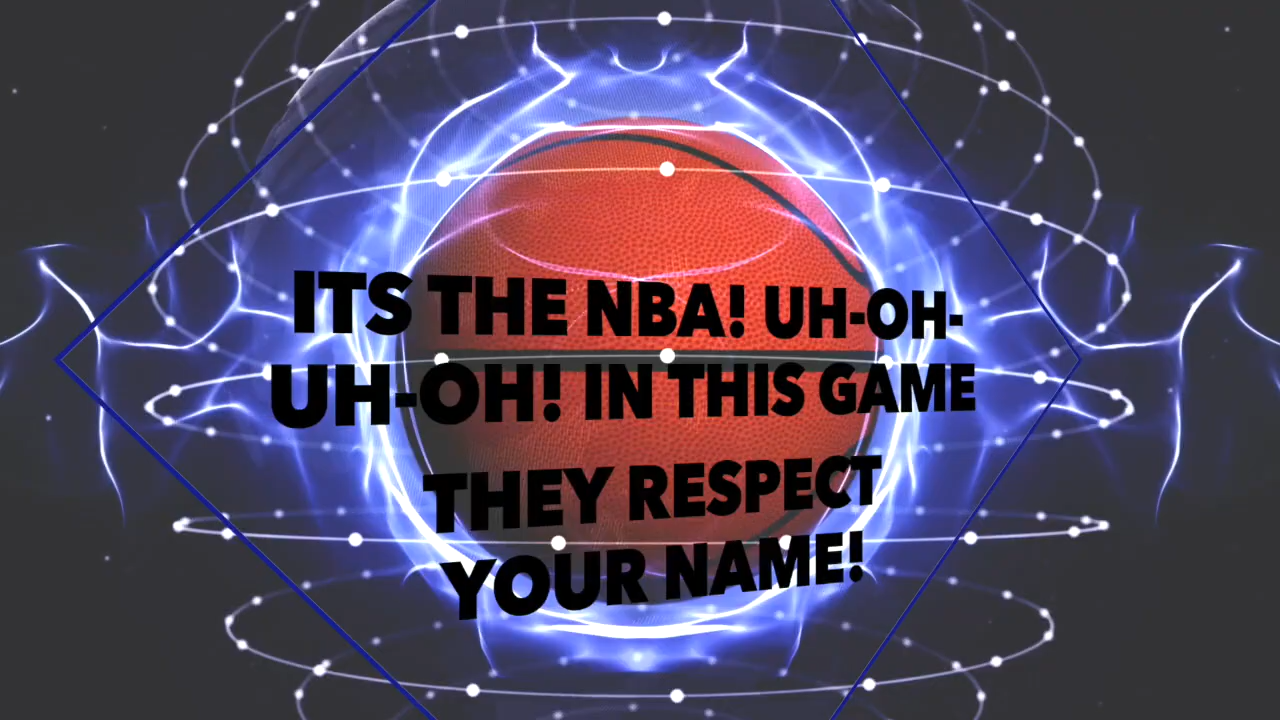 ITS THE NBA! UH-OH-
UH-OH! IN THIS GAME
THEY RESPECT
YOUR NAME!